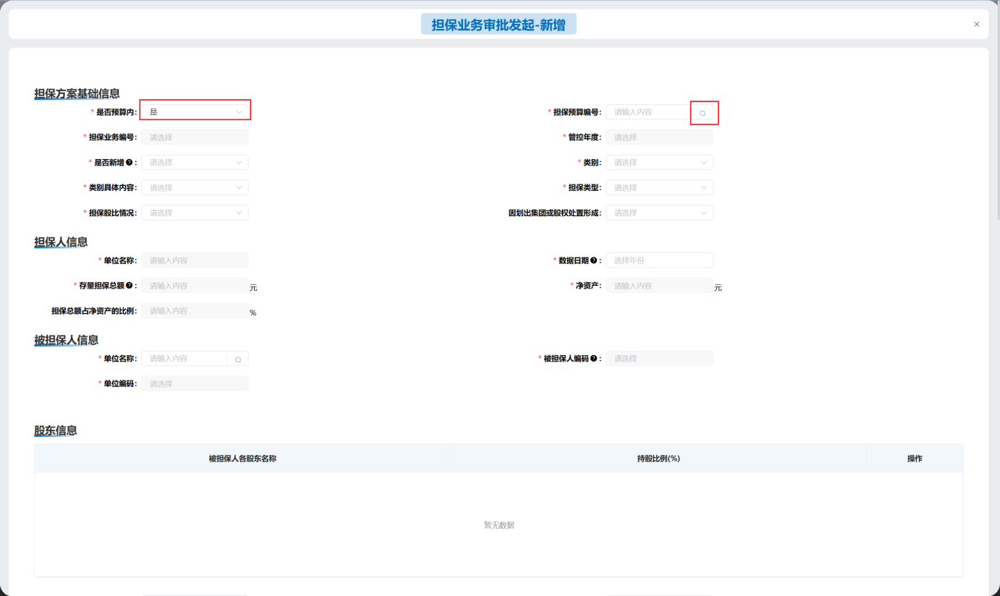 担保业务审批发起-新增
×
担保方案基础信息
* 是否预算内: 是
* 担保预算编号: 请输入内容
* 担保业务编号: 请选择
* 管控年度: 请选择
* 是否新增?: 请选择
* 类别: 请选择
* 类别具体内容: 请选择
* 担保类型: 请选择
* 担保股比情况: 请选择
因划出集团或股权处置形成: 请选择
担保人信息
* 单位名称: 请输入内容
* 数据日期?: 选择年份
* 存量担保总额?: 请输入内容 元
* 净资产: 请输入内容 元
担保总额占净资产的比例: 请输入内容 %
被担保人信息
* 单位名称: 请输入内容
* 被担保人编码?: 请选择
* 单位编码: 请选择
股东信息
被担保人各股东名称 持股比例(%) 操作
暂无数据